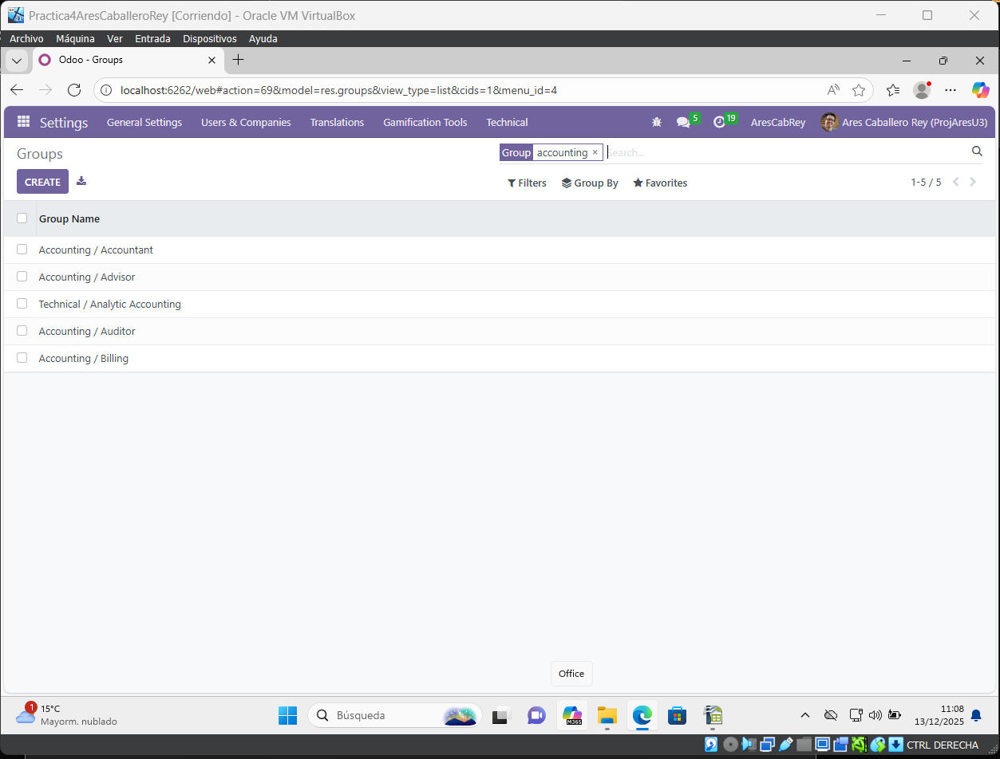 Practica4AresCaballeroRey [Corriendo] - Oracle VM VirtualBox
Archivo Máquina Ver Entrada Dispositivos Ayuda
Odoo - Groups
localhost:6262/web#action=69&model=res.groups&view_type=list&cids=1&menu_id=4
Settings General Settings Users & Companies Translations Gamification Tools Technical 5 19 AresCabRey Ares Caballero Rey (ProjAresU3)
Groups
Group accounting × Search...
CREATE
Filters Group By Favorites 1-5 / 5
Group Name
Accounting / Accountant
Accounting / Advisor
Technical / Analytic Accounting
Accounting / Auditor
Accounting / Billing
Office
1
15°C
Mayorm. nublado
Búsqueda
M365
11:08
13/12/2025
CTRL DERECHA